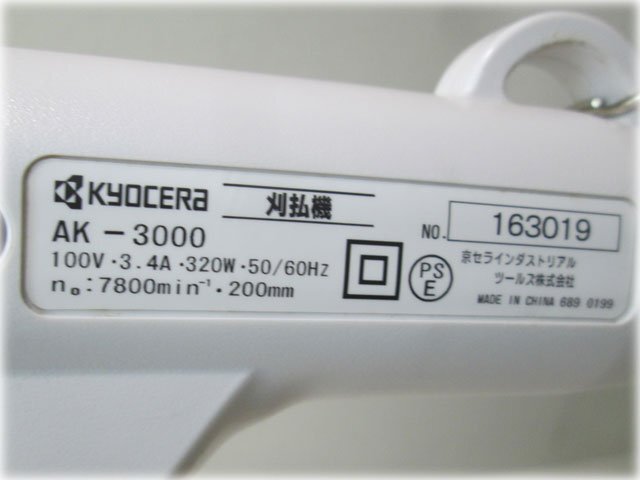 KYOCERA 刈払機
AK-3000
100V・3.4A・320W・50/60Hz
n₀:7800min⁻¹・200mm
PS
E
NO. 163019
京セラインダストリアル
ツールズ株式会社
MADE IN CHINA 689 0199